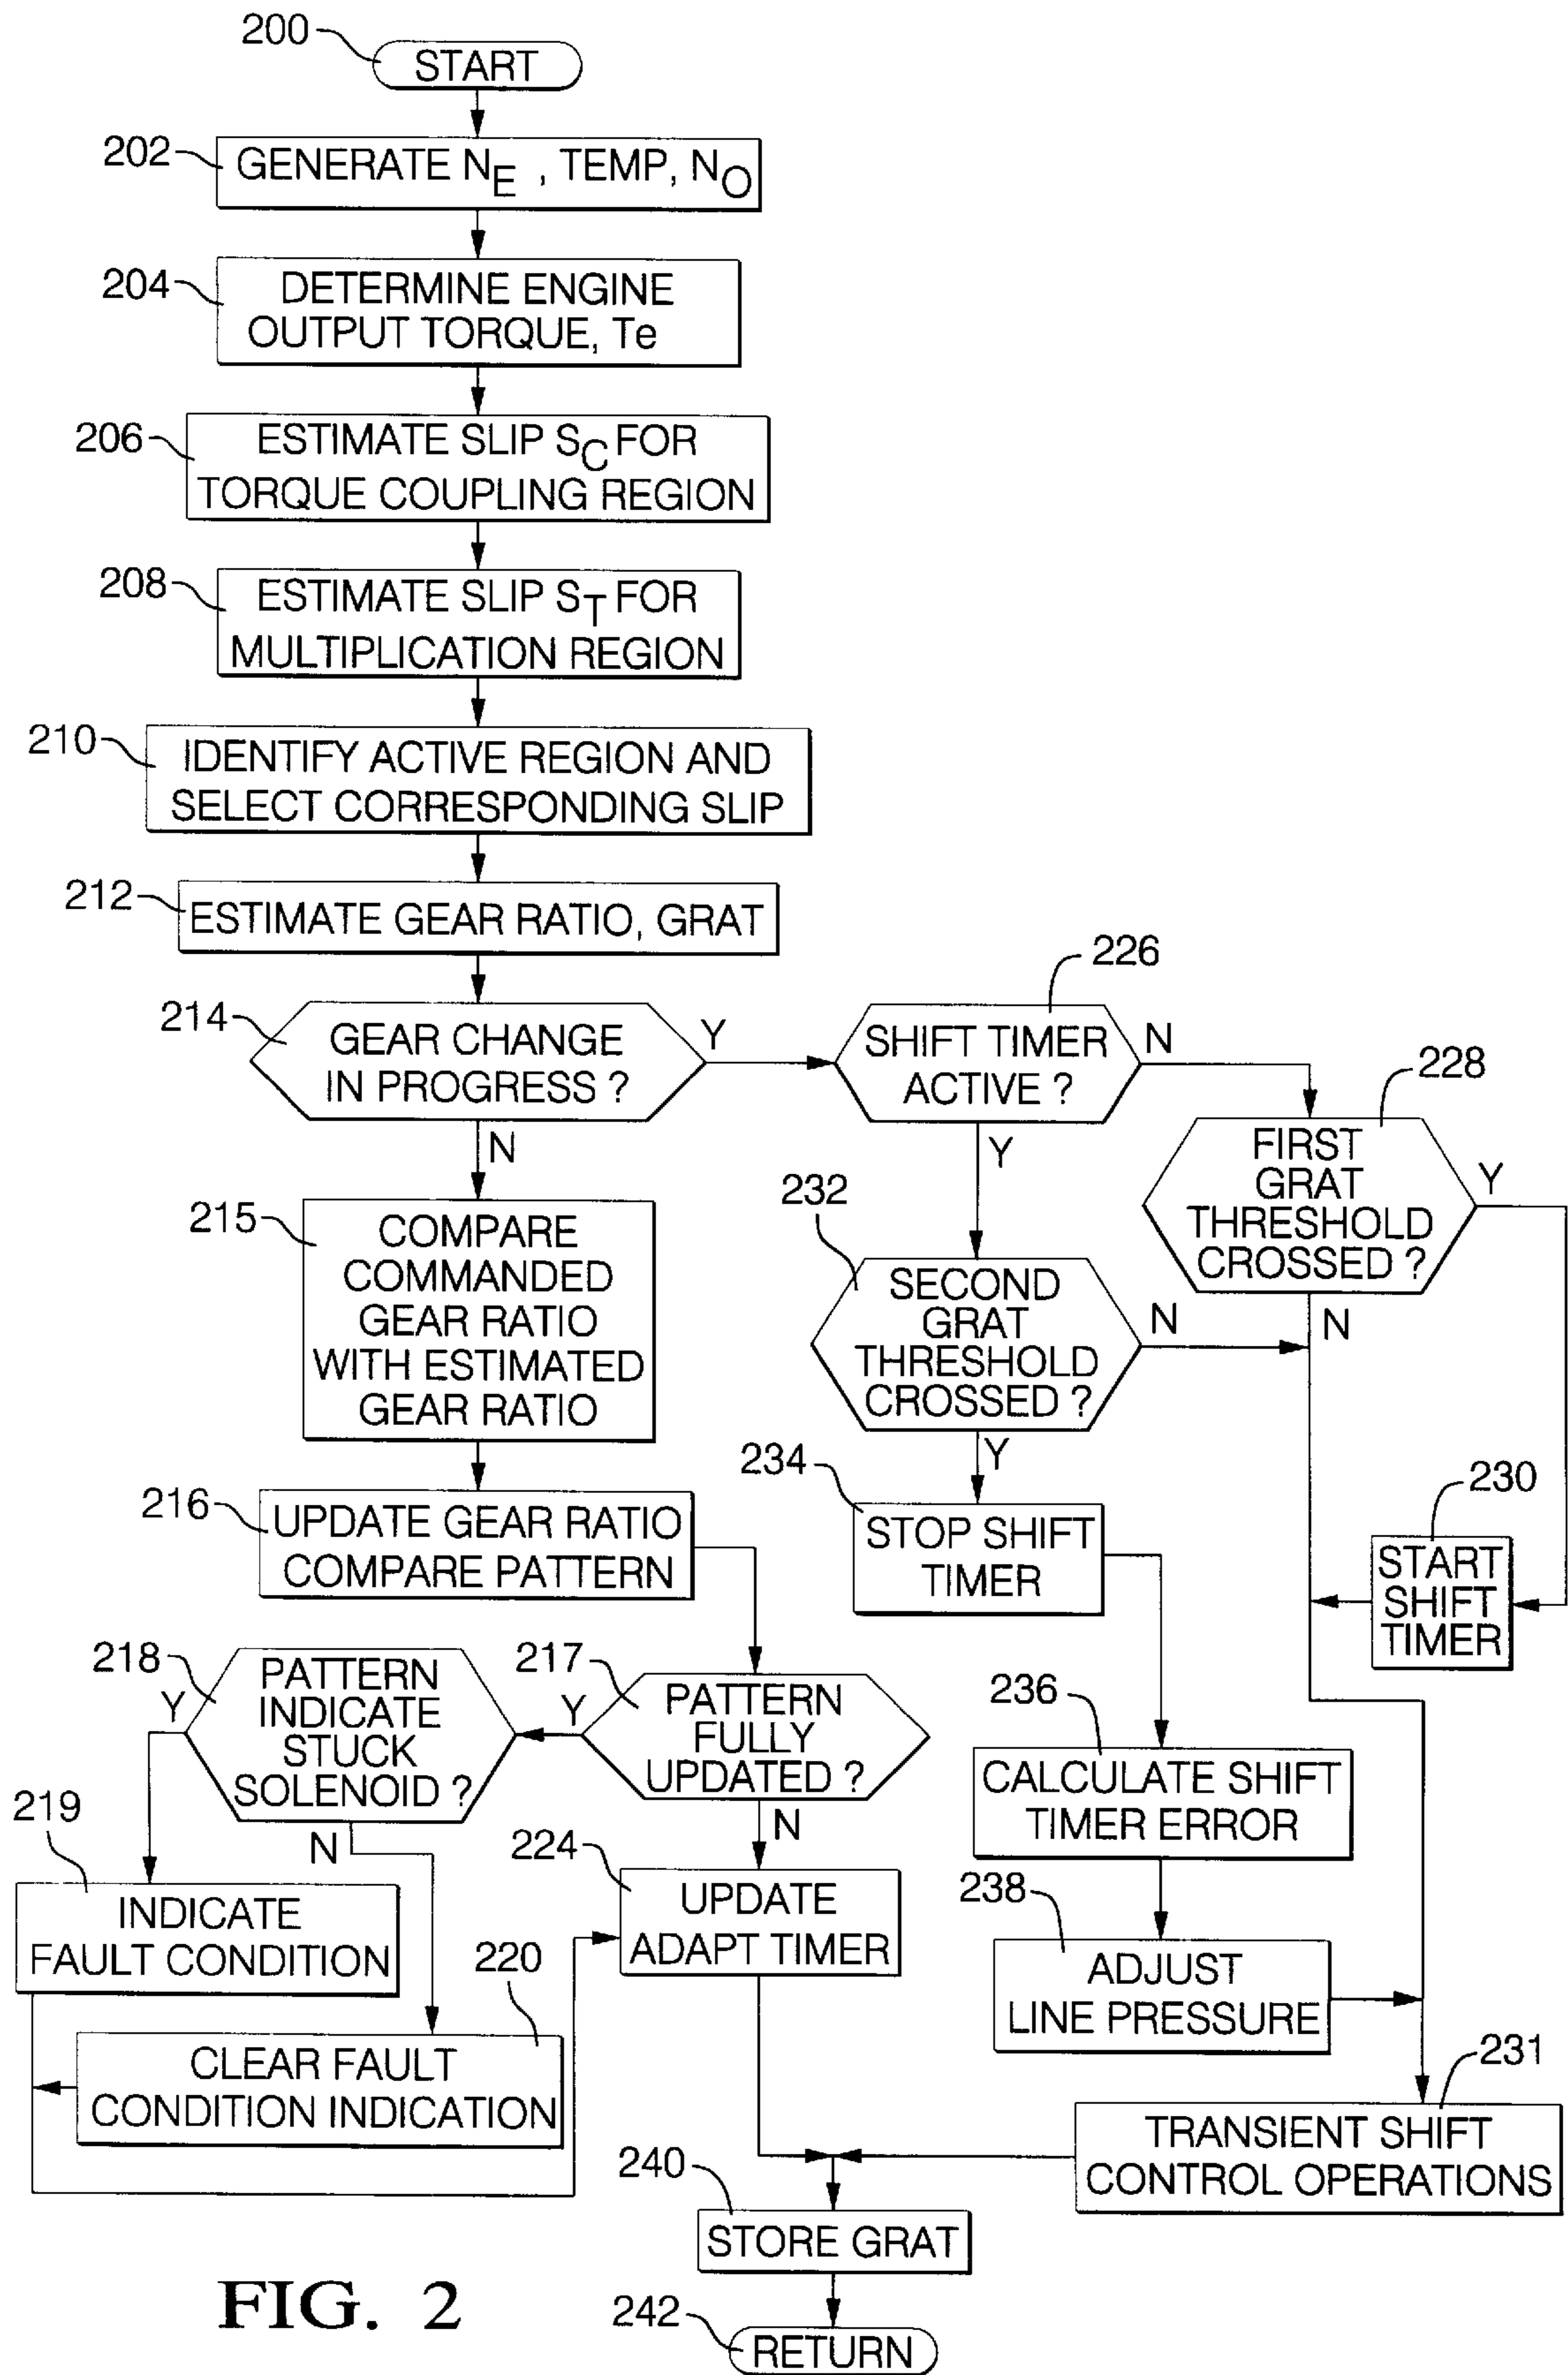 200
START
202
GENERATE NE , TEMP, NO
204
DETERMINE ENGINE
OUTPUT TORQUE, Te
206
ESTIMATE SLIP SC FOR
TORQUE COUPLING REGION
208
ESTIMATE SLIP ST FOR
MULTIPLICATION REGION
210
IDENTIFY ACTIVE REGION AND
SELECT CORRESPONDING SLIP
212
ESTIMATE GEAR RATIO, GRAT
214
GEAR CHANGE
IN PROGRESS ?
Y
N
226
SHIFT TIMER
ACTIVE ?
N
Y
228
FIRST
GRAT
THRESHOLD
CROSSED ?
Y
N
215
COMPARE
COMMANDED
GEAR RATIO
WITH ESTIMATED
GEAR RATIO
232
SECOND
GRAT
THRESHOLD
CROSSED ?
N
Y
230
START
SHIFT
TIMER
216
UPDATE GEAR RATIO
COMPARE PATTERN
234
STOP SHIFT
TIMER
218
PATTERN
INDICATE
STUCK
SOLENOID ?
Y
N
217
PATTERN
FULLY
UPDATED ?
Y
N
236
CALCULATE SHIFT
TIMER ERROR
219
INDICATE
FAULT CONDITION
224
UPDATE
ADAPT TIMER
238
ADJUST
LINE PRESSURE
220
CLEAR FAULT
CONDITION INDICATION
231
TRANSIENT SHIFT
CONTROL OPERATIONS
240
STORE GRAT
242
RETURN
FIG. 2